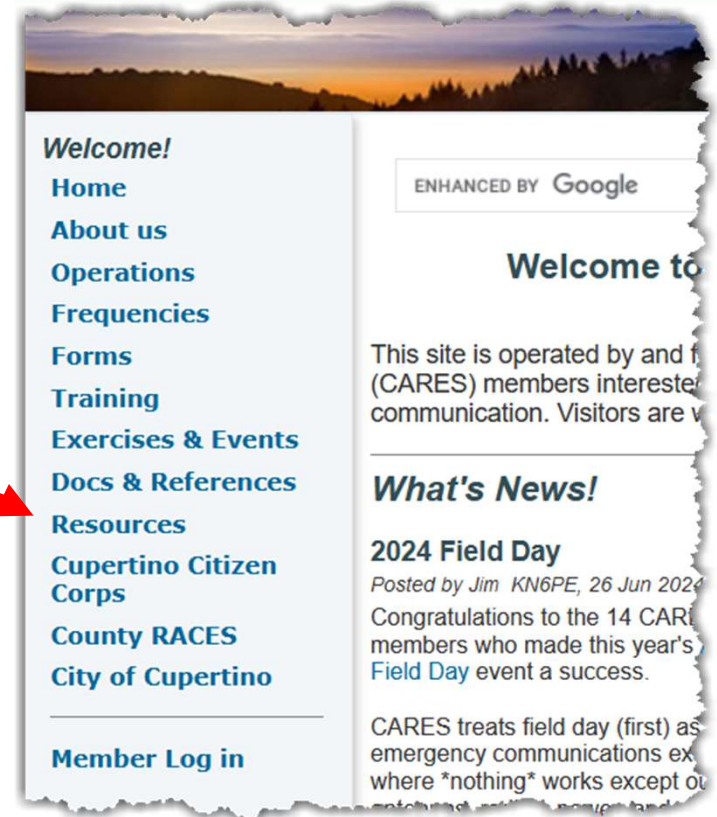 Welcome!
Home
About us
Operations
Frequencies
Forms
Training
Exercises & Events
Docs & References
Resources
Cupertino Citizen
Corps
County RACES
City of Cupertino
Member Log in
ENHANCED BY Google
Welcome to
This site is operated by and
(CARES) members
communication. Visitors are
What's News!
2024 Field Day
Posted by Jim KN6PE, 26 Jun 2024
Congratulations to the 14
members who made this year's
Field Day event a success.
CARES treats field day (first) as
emergency communications
where *nothing* works except